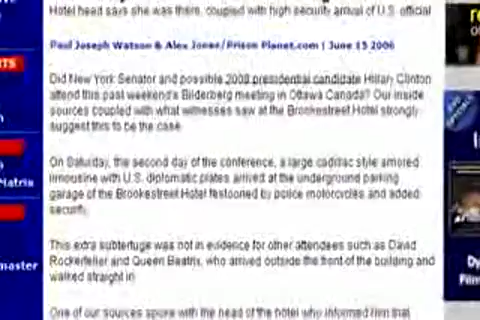 Hotel head says she was there, coupled with high security arrival of U.S. official
Paul Joseph Watson & Alex Jones/Prison Planet.com | June 15 2006
Did New York Senator and possible 2008 presidential candidate Hillary Clinton
attend this past weekend's Bilderberg meeting in Ottawa Canada? Our inside
sources coupled with what witnesses saw at the Brookestreet Hotel strongly
suggest this to be the case.
On Saturday, the second day of the conference, a large cadillac style armored
limousine with U.S. diplomatic plates arrived at the underground parking
garage of the Brookestreet Hotel festooned by police motorcycles and added
security.
This extra subterfuge was not in evidence for other attendees such as David
Rockerfeller and Queen Beatrix, who arrived outside the front of the building and
walked straight in.
One of our sources spoke with the head of the hotel who informed him that
RTS
Matrix
master
re
I
Dy
Film